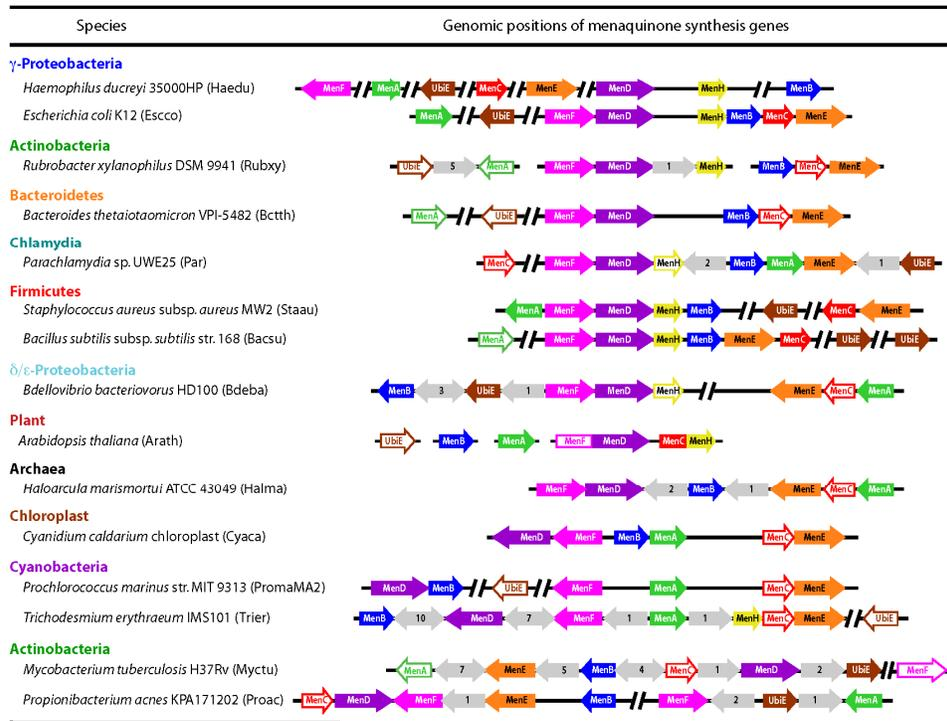 Species Genomic positions of menaquinone synthesis genes
γ-Proteobacteria
Haemophilus ducreyi 35000HP (Haedu) MenF MenA UbiE MenC MenE MenD MenH MenB
Escherichia coli K12 (Escco) MenA UbiE MenF MenD MenH MenB MenC MenE
Actinobacteria
Rubrobacter xylanophilus DSM 9941 (Rubxy) UbiE 5 MenA MenF MenD 1 MenH MenB MenC MenE
Bacteroidetes
Bacteroides thetaiotaomicron VPI-5482 (Bctth) MenA UbiE MenF MenD MenB MenC MenE
Chlamydia
Parachlamydia sp. UWE25 (Par) MenC MenF MenD MenH 2 MenB MenA MenE 1 UbiE
Firmicutes
Staphylococcus aureus subsp. aureus MW2 (Staau) MenA MenF MenD MenH MenB UbiE MenC MenE
Bacillus subtilis subsp. subtilis str. 168 (Bacsu) MenA MenF MenD MenH MenB MenE MenC UbiE UbiE
δ/ε-Proteobacteria
Bdellovibrio bacteriovorus HD100 (Bdeba) MenB 3 UbiE 1 MenF MenD MenH MenE MenC MenA
Plant
Arabidopsis thaliana (Arath) UbiE MenB MenA MenF MenD MenC MenH
Archaea
Haloarcula marismortui ATCC 43049 (Halma) MenF MenD 2 MenB 1 MenE MenC MenA
Chloroplast
Cyanidium caldarium chloroplast (Cyaca) MenD MenF MenB MenA MenC MenE
Cyanobacteria
Prochlorococcus marinus str. MIT 9313 (PromaMA2) MenD MenB UbiE MenF MenA MenC MenE
Trichodesmium erythraeum IMS101 (Trier) MenB 10 MenD 7 MenF 1 MenA 1 MenH MenC MenE UbiE
Actinobacteria
Mycobacterium tuberculosis H37Rv (Myctu) MenA 7 MenE 5 MenB 4 MenC 1 MenD 2 UbiE MenF
Propionibacterium acnes KPA171202 (Proac) MenC MenD MenF 1 MenE MenB MenF 2 UbiE 1 MenA